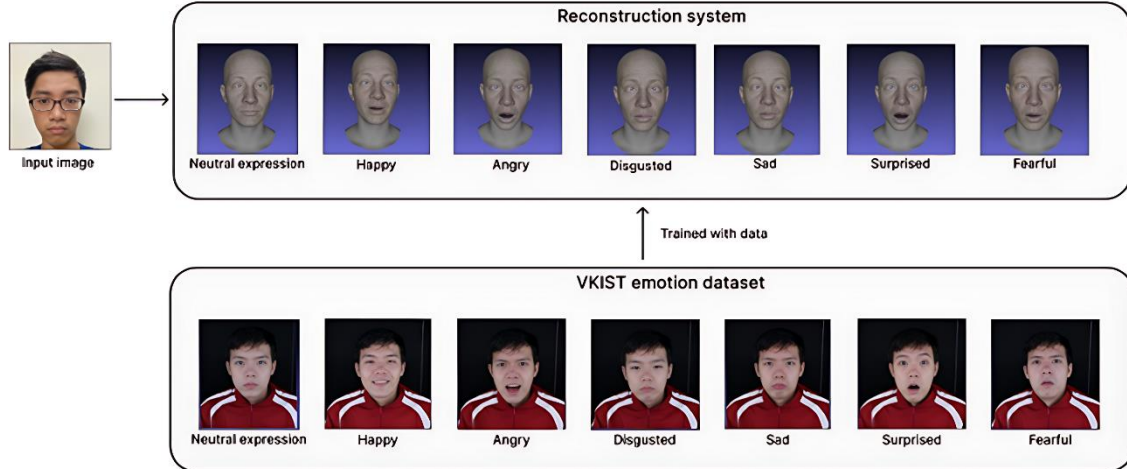 Reconstruction system
Input image
Neutral expression
Happy
Angry
Disgusted
Sad
Surprised
Fearful
Trained with data
VKIST emotion dataset
Neutral expression
Happy
Angry
Disgusted
Sad
Surprised
Fearful